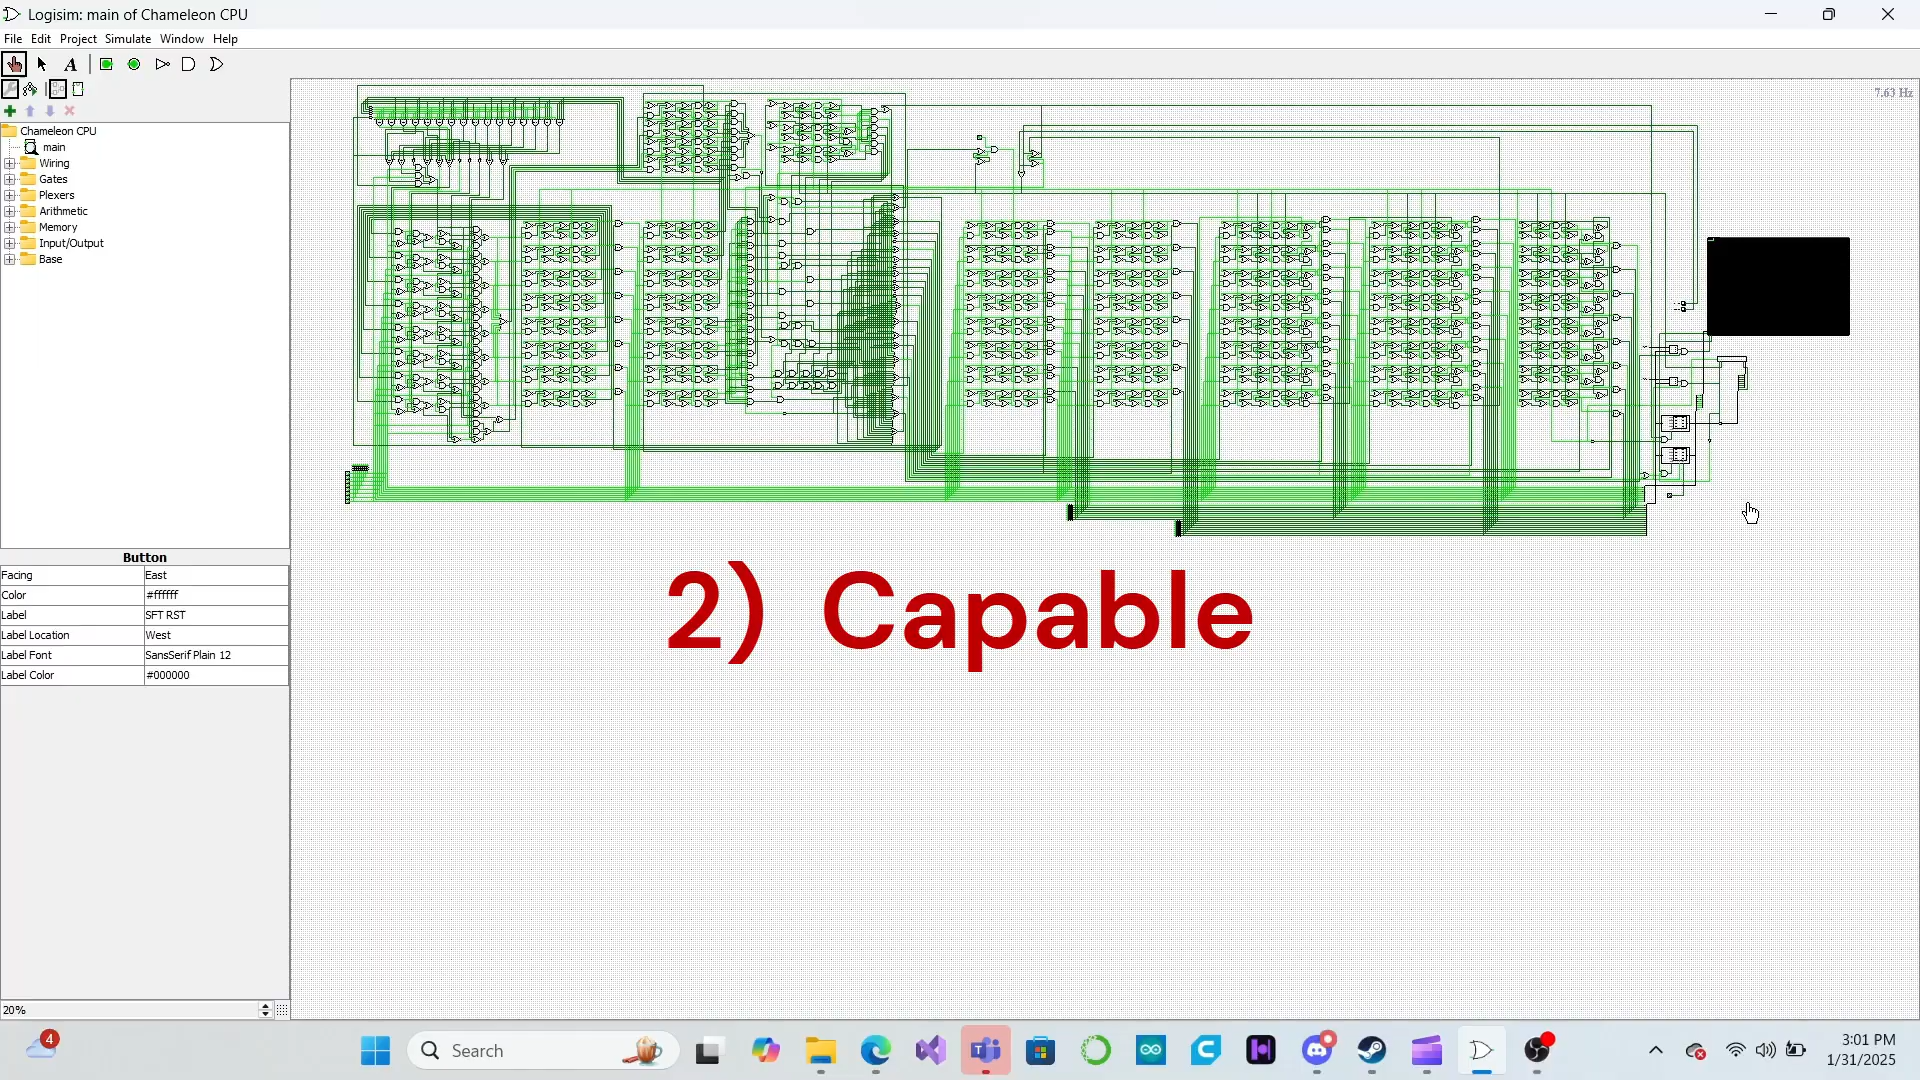 Logisim: main of Chameleon CPU
File Edit Project Simulate Window Help
7.63 Hz
Chameleon CPU
main
Wiring
Gates
Plexers
Arithmetic
Memory
Input/Output
Base
2) Capable
Button
Facing East
Color #ffffff
Label SFT RST
Label Location West
Label Font SansSerif Plain 12
Label Color #000000
20%
4
Search
3:01 PM
1/31/2025